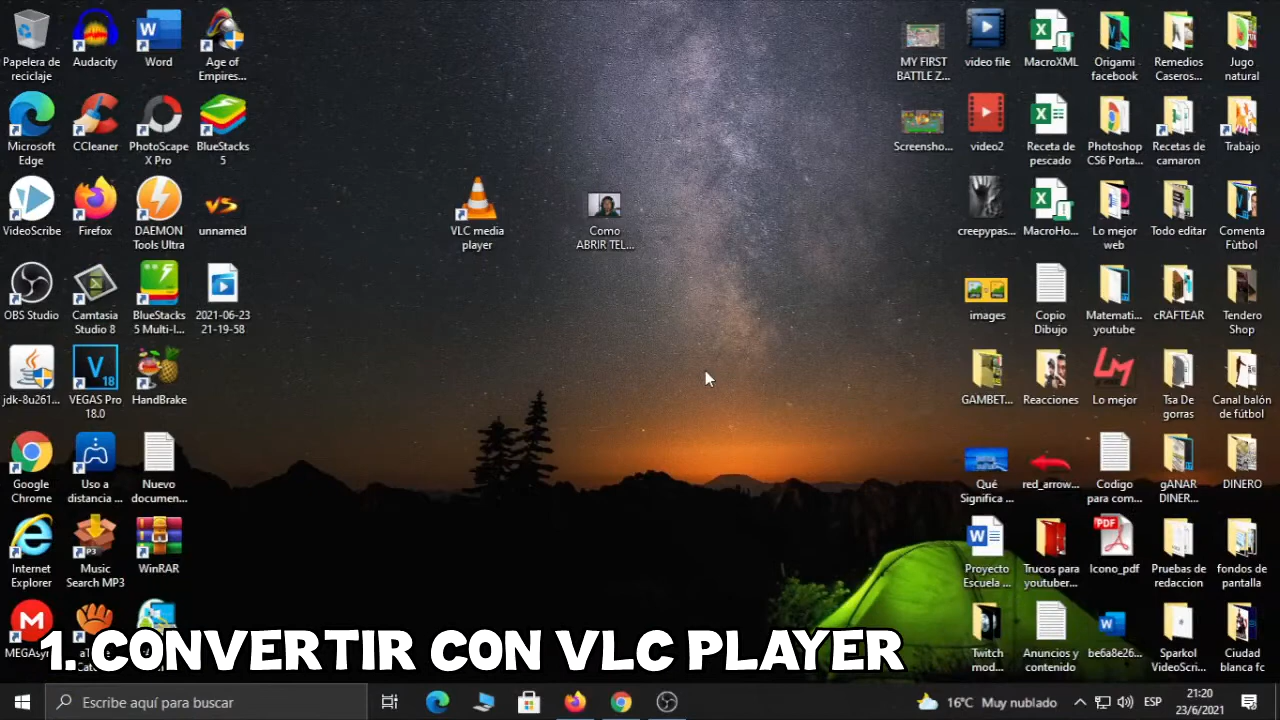 Papelera de
reciclaje
Audacity
Word
Age of
Empires...
Microsoft
Edge
CCleaner
PhotoScape
X Pro
BlueStacks
5
VideoScribe
Firefox
DAEMON
Tools Ultra
VS
unnamed
OBS Studio
Camtasia
Studio 8
BlueStacks
5 Multi-I...
2021-06-23
21-19-58
jdk-8u261...
VEGAS Pro
18.0
HandBrake
Google
Chrome
Uso a
distancia ...
Nuevo
documen...
Internet
Explorer
Music
Search MP3
WinRAR
VLC media
player
Como
ABRIR TEL...
MY FIRST
BATTLE Z...
video file
MacroXML
Origami
facebook
Remedios
Caseros...
Jugo
natural
Screensho...
video2
Receta de
pescado
Photoshop
CS6 Porta...
Recetas de
camaron
Trabajo
creepypas...
MacroHo...
Lo mejor
web
Todo editar
Comenta
Fùtbol
images
Copio
Dibujo
Matemati...
youtube
cRAFTEAR
Tendero
Shop
GAMBET...
Reacciones
Lo mejor
Tsa De
gorras
Canal balón
de fútbol
Qué
Significa ...
red_arrow...
Codigo
para com...
gANAR
DINER...
DINERO
Proyecto
Escuela ...
Trucos para
youtuber...
PDF
Icono_pdf
Pruebas de
redaccion
fondos de
pantalla
Twitch
mod...
Anuncios y
contenido
be6a8e26...
Sparkol
VideoScri...
Ciudad
blanca fc
1. CONVERTIR CON VLC PLAYER
Escribe aquí para buscar
16°C Muy nublado
ESP
21:20
23/6/2021